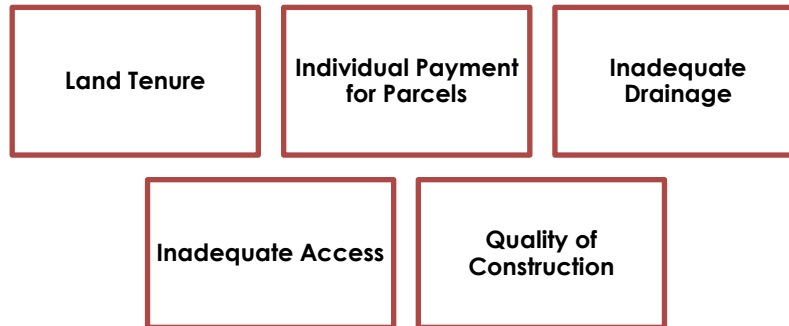 Land Tenure
Individual Payment
for Parcels
Inadequate
Drainage
Inadequate Access
Quality of
Construction